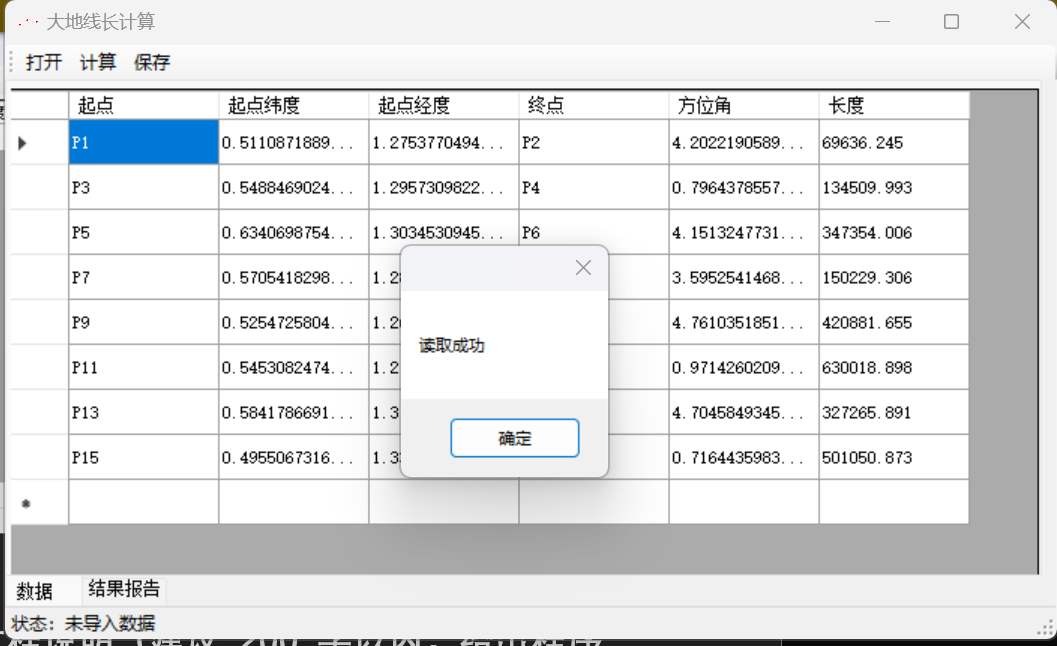 大地线长计算
打开 计算 保存
起点 起点纬度 起点经度 终点 方位角 长度
P1 0.5110871889... 1.2753770494... P2 4.2022190589... 69636.245
P3 0.5488469024... 1.2957309822... P4 0.7964378557... 134509.993
P5 0.6340698754... 1.3034530945... P6 4.1513247731... 347354.006
P7 0.5705418298... 3.5952541468... 150229.306
P9 0.5254725804... 4.7610351851... 420881.655
P11 0.5453082474... 0.9714260209... 630018.898
P13 0.5841786691... 4.7045849345... 327265.891
P15 0.4955067316... 0.7164435983... 501050.873
读取成功
确定
数据 结果报告
状态：未导入数据